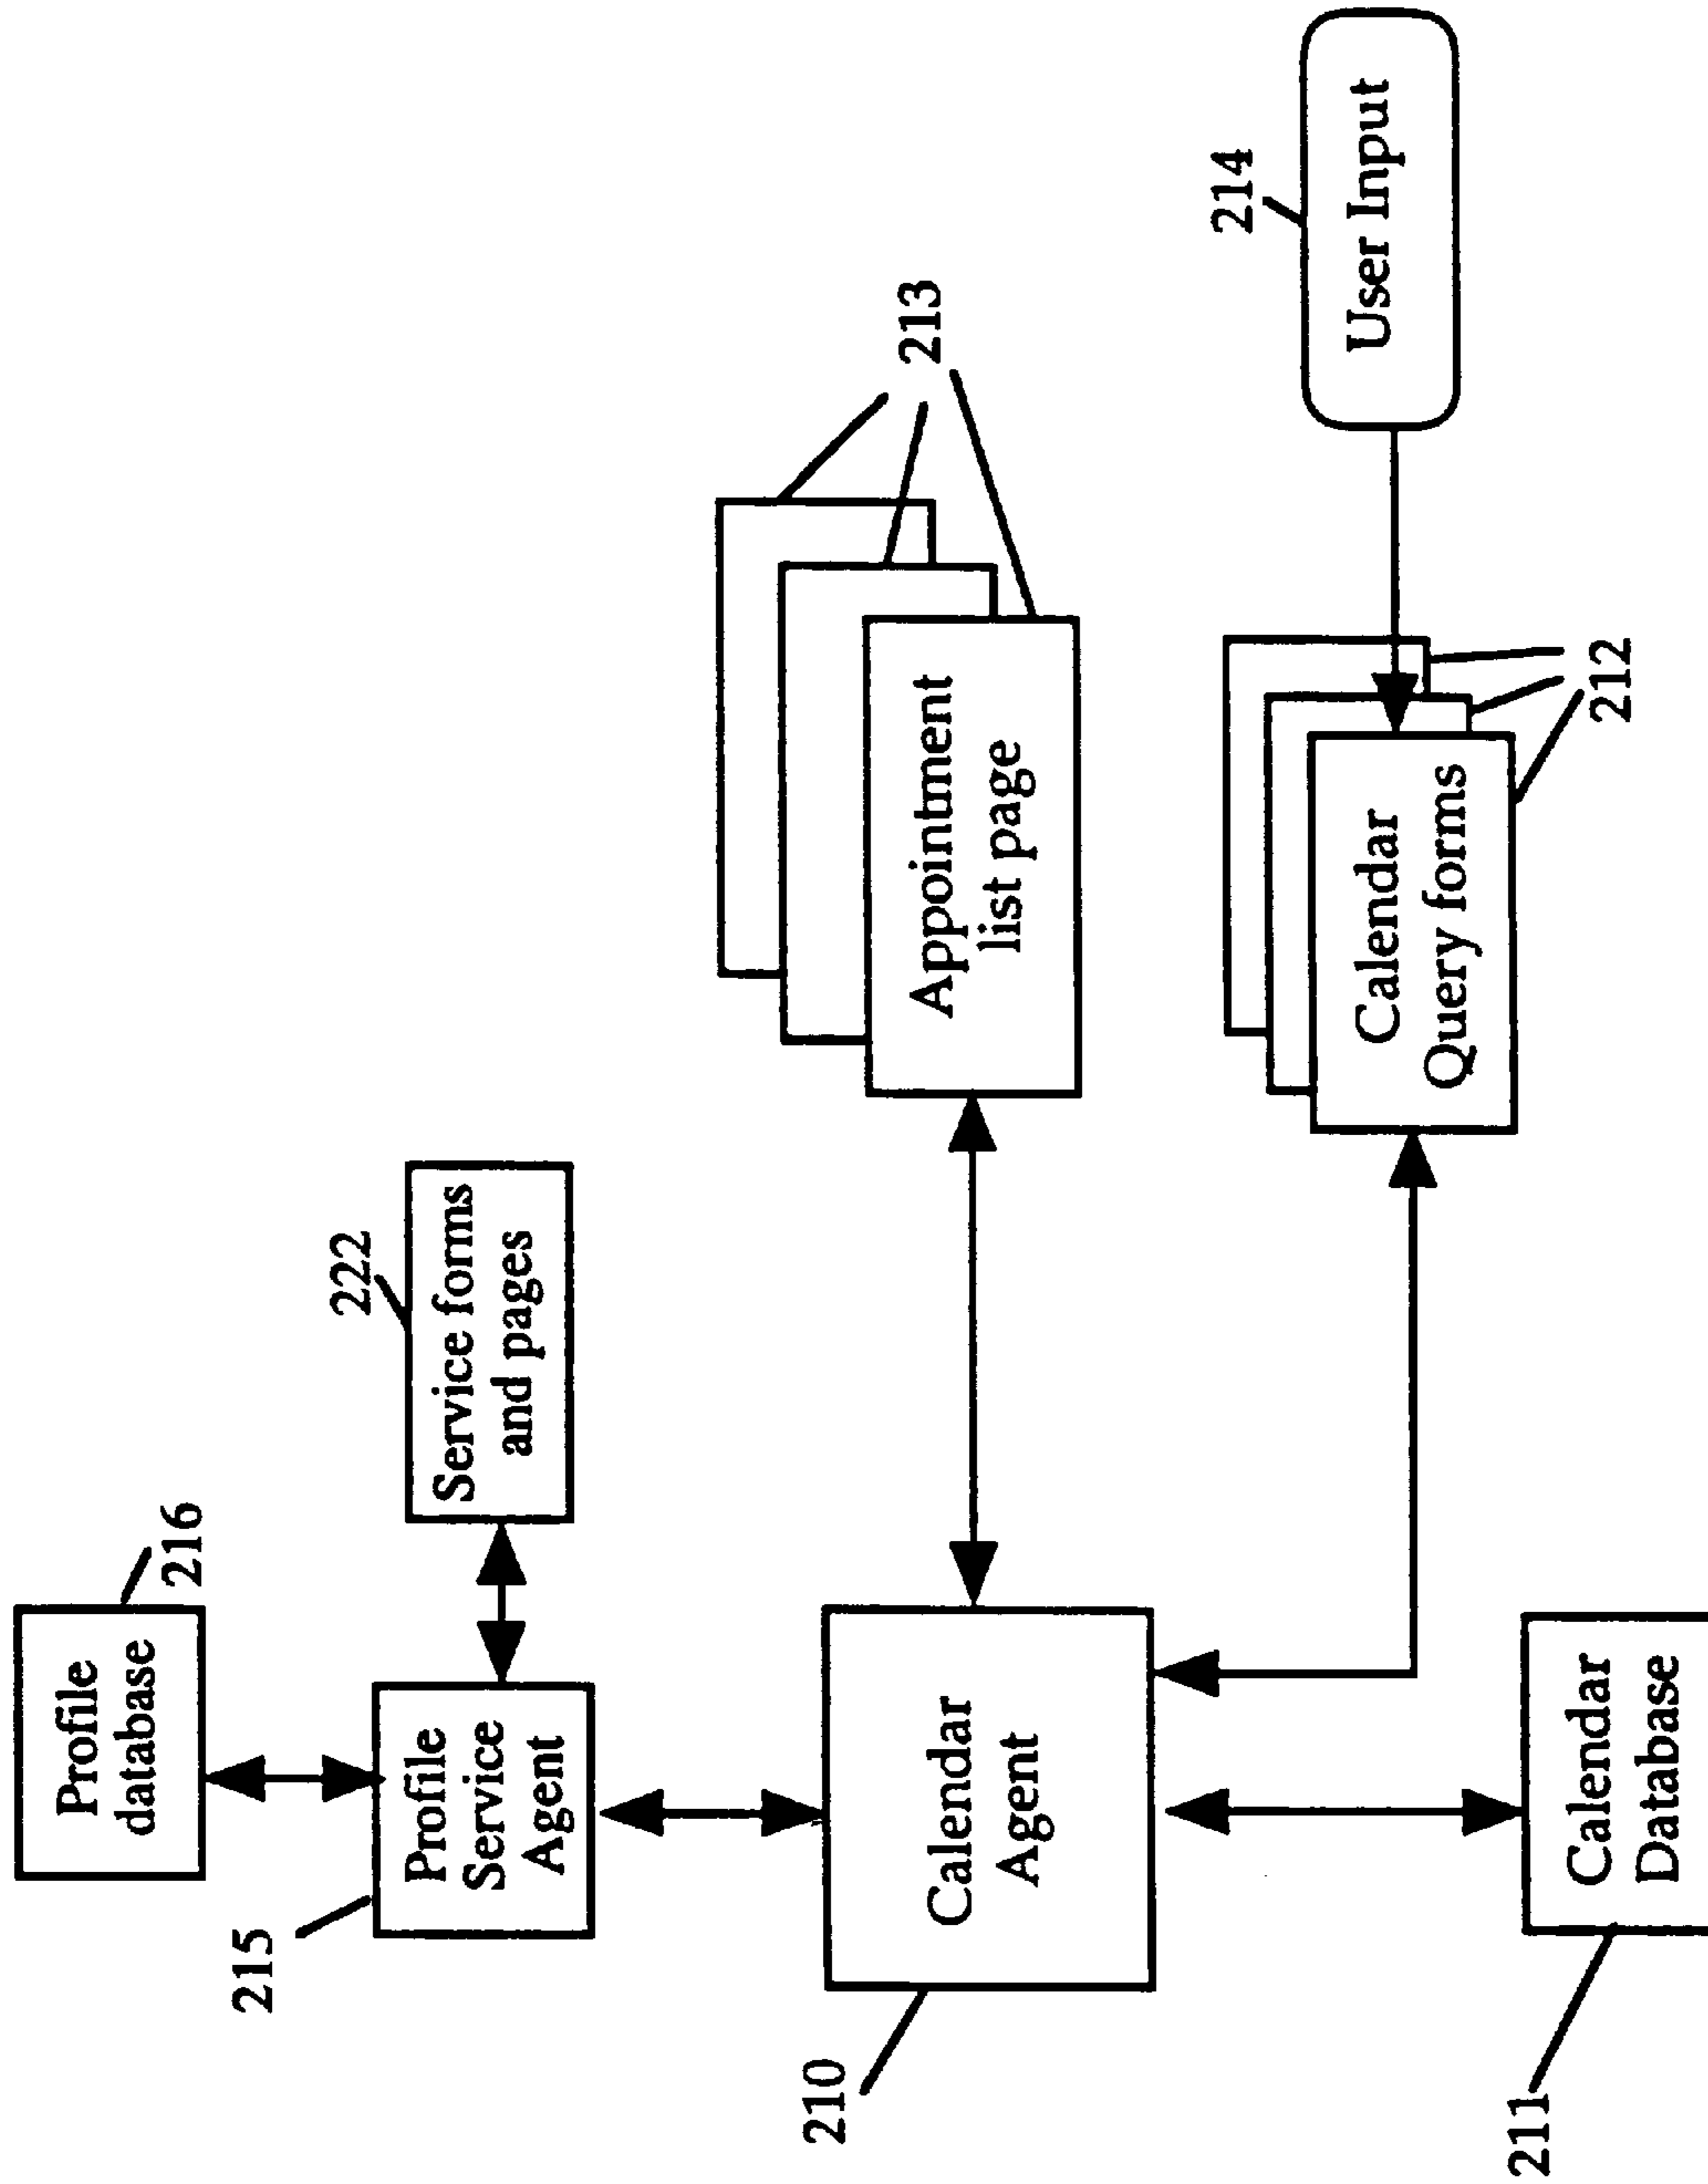 Profile
database
216
215
222
Profile
Service
Agent
Service forms
and pages
210
Calendar
Agent
Appointment
list page
213
214
User Input
Calendar
Query forms
212
211
Calendar
Database